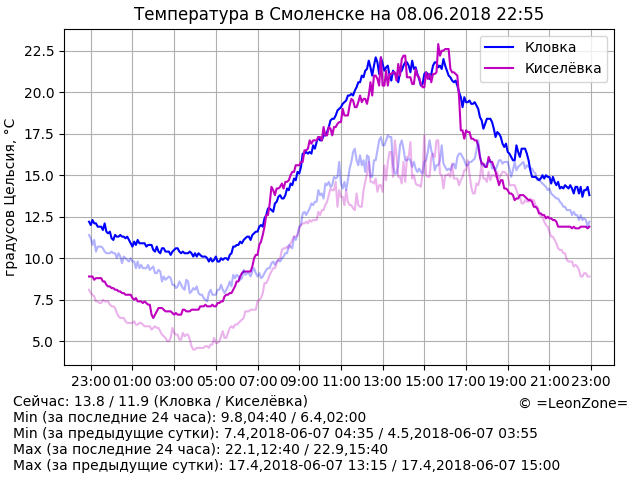 Температура в Смоленске на 08.06.2018 22:55
градусов Цельсия, °C
22.5
20.0
17.5
15.0
12.5
10.0
7.5
5.0
Кловка
Киселёвка
23:00 01:00 03:00 05:00 07:00 09:00 11:00 13:00 15:00 17:00 19:00 21:00 23:00
Сейчас: 13.8 / 11.9 (Кловка / Киселёвка)
© =LeonZone=
Min (за последние 24 часа): 9.8,04:40 / 6.4,02:00
Min (за предыдущие сутки): 7.4,2018-06-07 04:35 / 4.5,2018-06-07 03:55
Max (за последние 24 часа): 22.1,12:40 / 22.9,15:40
Max (за предыдущие сутки): 17.4,2018-06-07 13:15 / 17.4,2018-06-07 15:00